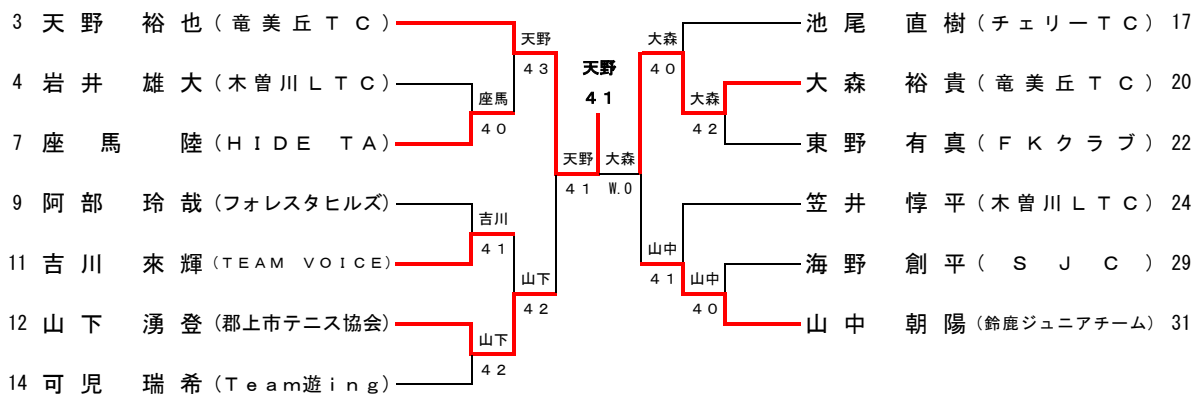 3 天野 裕也(竜美丘TC)
4 岩井 雄大(木曽川LTC)
7 座馬 陸(HIDE TA)
9 阿部 玲哉(フォレスタヒルズ)
11 吉川 來輝(TEAM VOICE)
12 山下 湧登(郡上市テニス協会)
14 可児 瑞希(Team遊ing)
天野
43
座馬
40
吉川
41
山下
42
山下
42
天野
41
天野
41
大森
W.O
大森
40
大森
42
山中
41
山中
40
池尾 直樹(チェリーTC) 17
大森 裕貴(竜美丘TC) 20
東野 有真(FKクラブ) 22
笠井 惇平(木曽川LTC) 24
海野 創平(SJC) 29
山中 朝陽(鈴鹿ジュニアチーム) 31